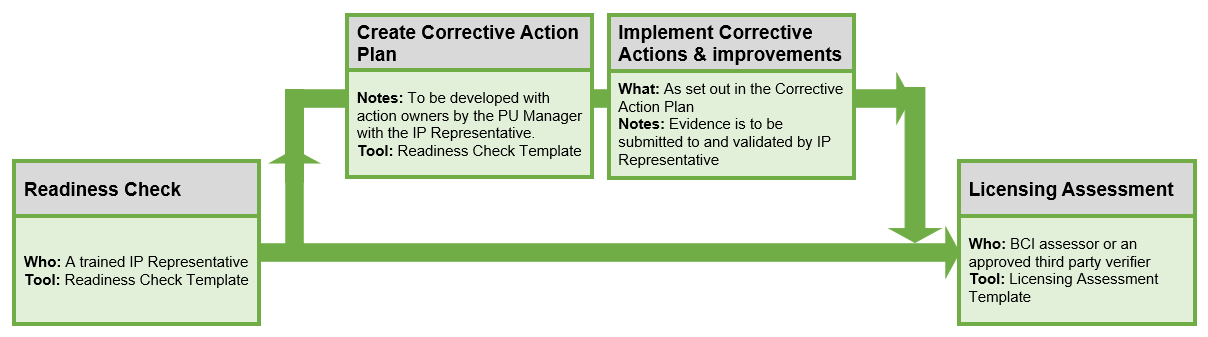 Readiness Check
Who: A trained IP Representative
Tool: Readiness Check Template
Create Corrective Action
Plan
Notes: To be developed with
action owners by the PU Manager
with the IP Representative.
Tool: Readiness Check Template
Implement Corrective
Actions & improvements
What: As set out in the Corrective
Action Plan
Notes: Evidence is to be
submitted to and validated by IP
Representative
Licensing Assessment
Who: BCI assessor or an
approved third party verifier
Tool: Licensing Assessment
Template